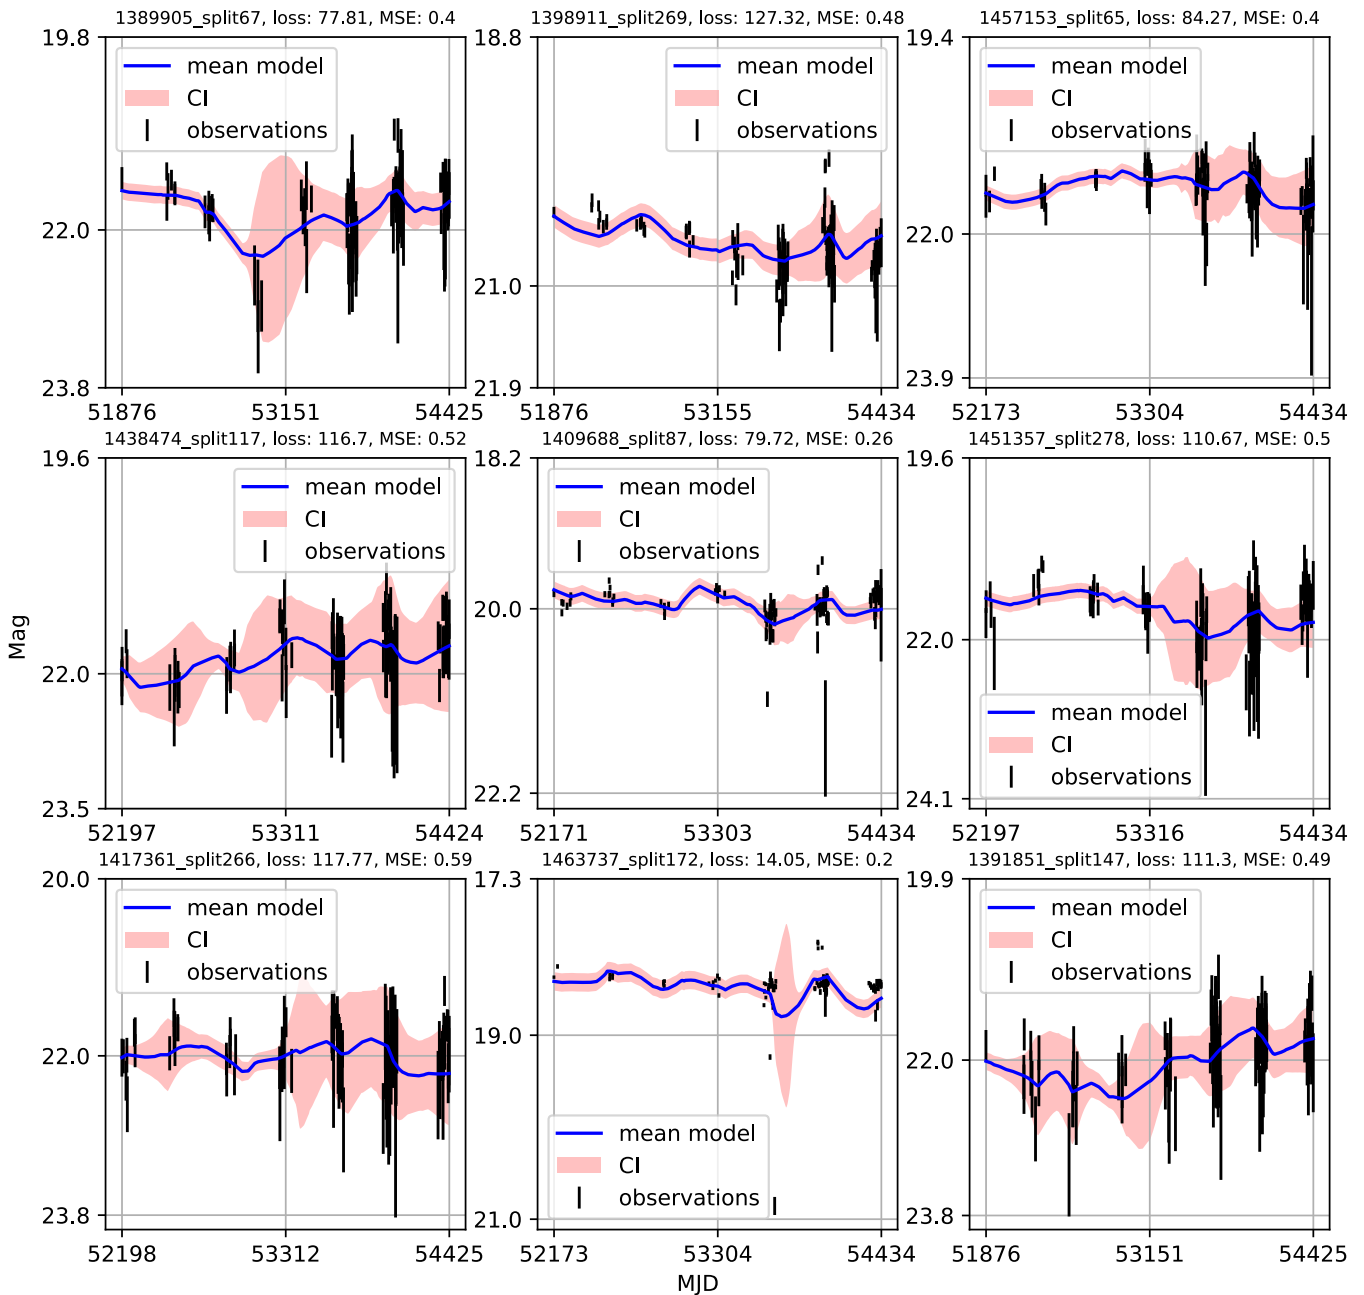 1389905_split67, loss: 77.81, MSE: 0.4
19.8
22.0
23.8
mean model
CI
observations
51876 53151 54425
1398911_split269, loss: 127.32, MSE: 0.48
18.8
21.0
21.9
mean model
CI
observations
51876 53155 54434
1457153_split65, loss: 84.27, MSE: 0.4
19.4
22.0
23.9
mean model
CI
observations
52173 53304 54434
1438474_split117, loss: 116.7, MSE: 0.52
19.6
22.0
23.5
mean model
CI
observations
52197 53311 54424
1409688_split87, loss: 79.72, MSE: 0.26
18.2
20.0
22.2
mean model
CI
observations
52171 53303 54434
1451357_split278, loss: 110.67, MSE: 0.5
19.6
22.0
24.1
mean model
CI
observations
52197 53316 54434
Mag
1417361_split266, loss: 117.77, MSE: 0.59
20.0
22.0
23.8
mean model
CI
observations
52198 53312 54425
1463737_split172, loss: 14.05, MSE: 0.2
17.3
19.0
21.0
mean model
CI
observations
52173 53304 54434
1391851_split147, loss: 111.3, MSE: 0.49
19.9
22.0
23.8
mean model
CI
observations
51876 53151 54425
MJD